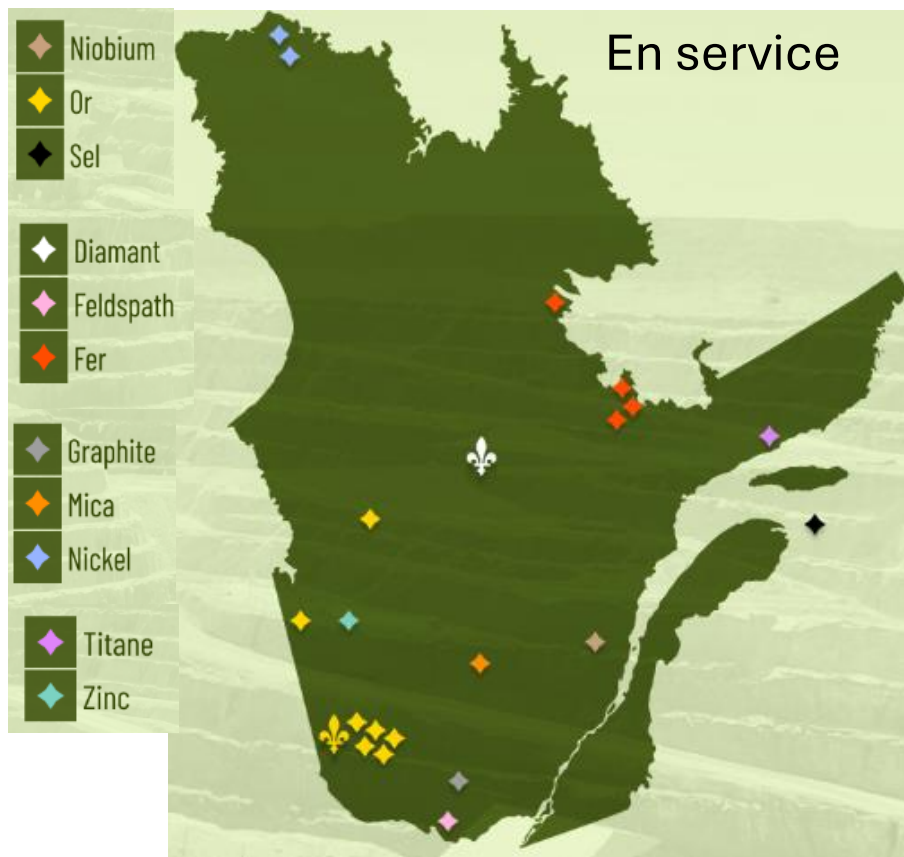 En service
Niobium
Or
Sel
Diamant
Feldspath
Fer
Graphite
Mica
Nickel
Titane
Zinc